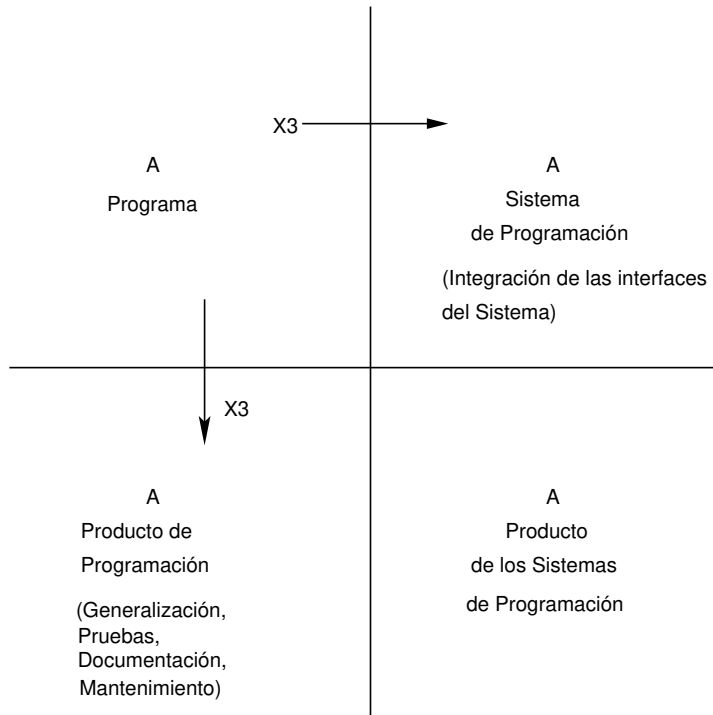 X3
A
Programa
A
Sistema
de Programación
(Integración de las interfaces
del Sistema)
X3
A
Producto de
Programación
(Generalización,
Pruebas,
Documentación,
Mantenimiento)
A
Producto
de los Sistemas
de Programación